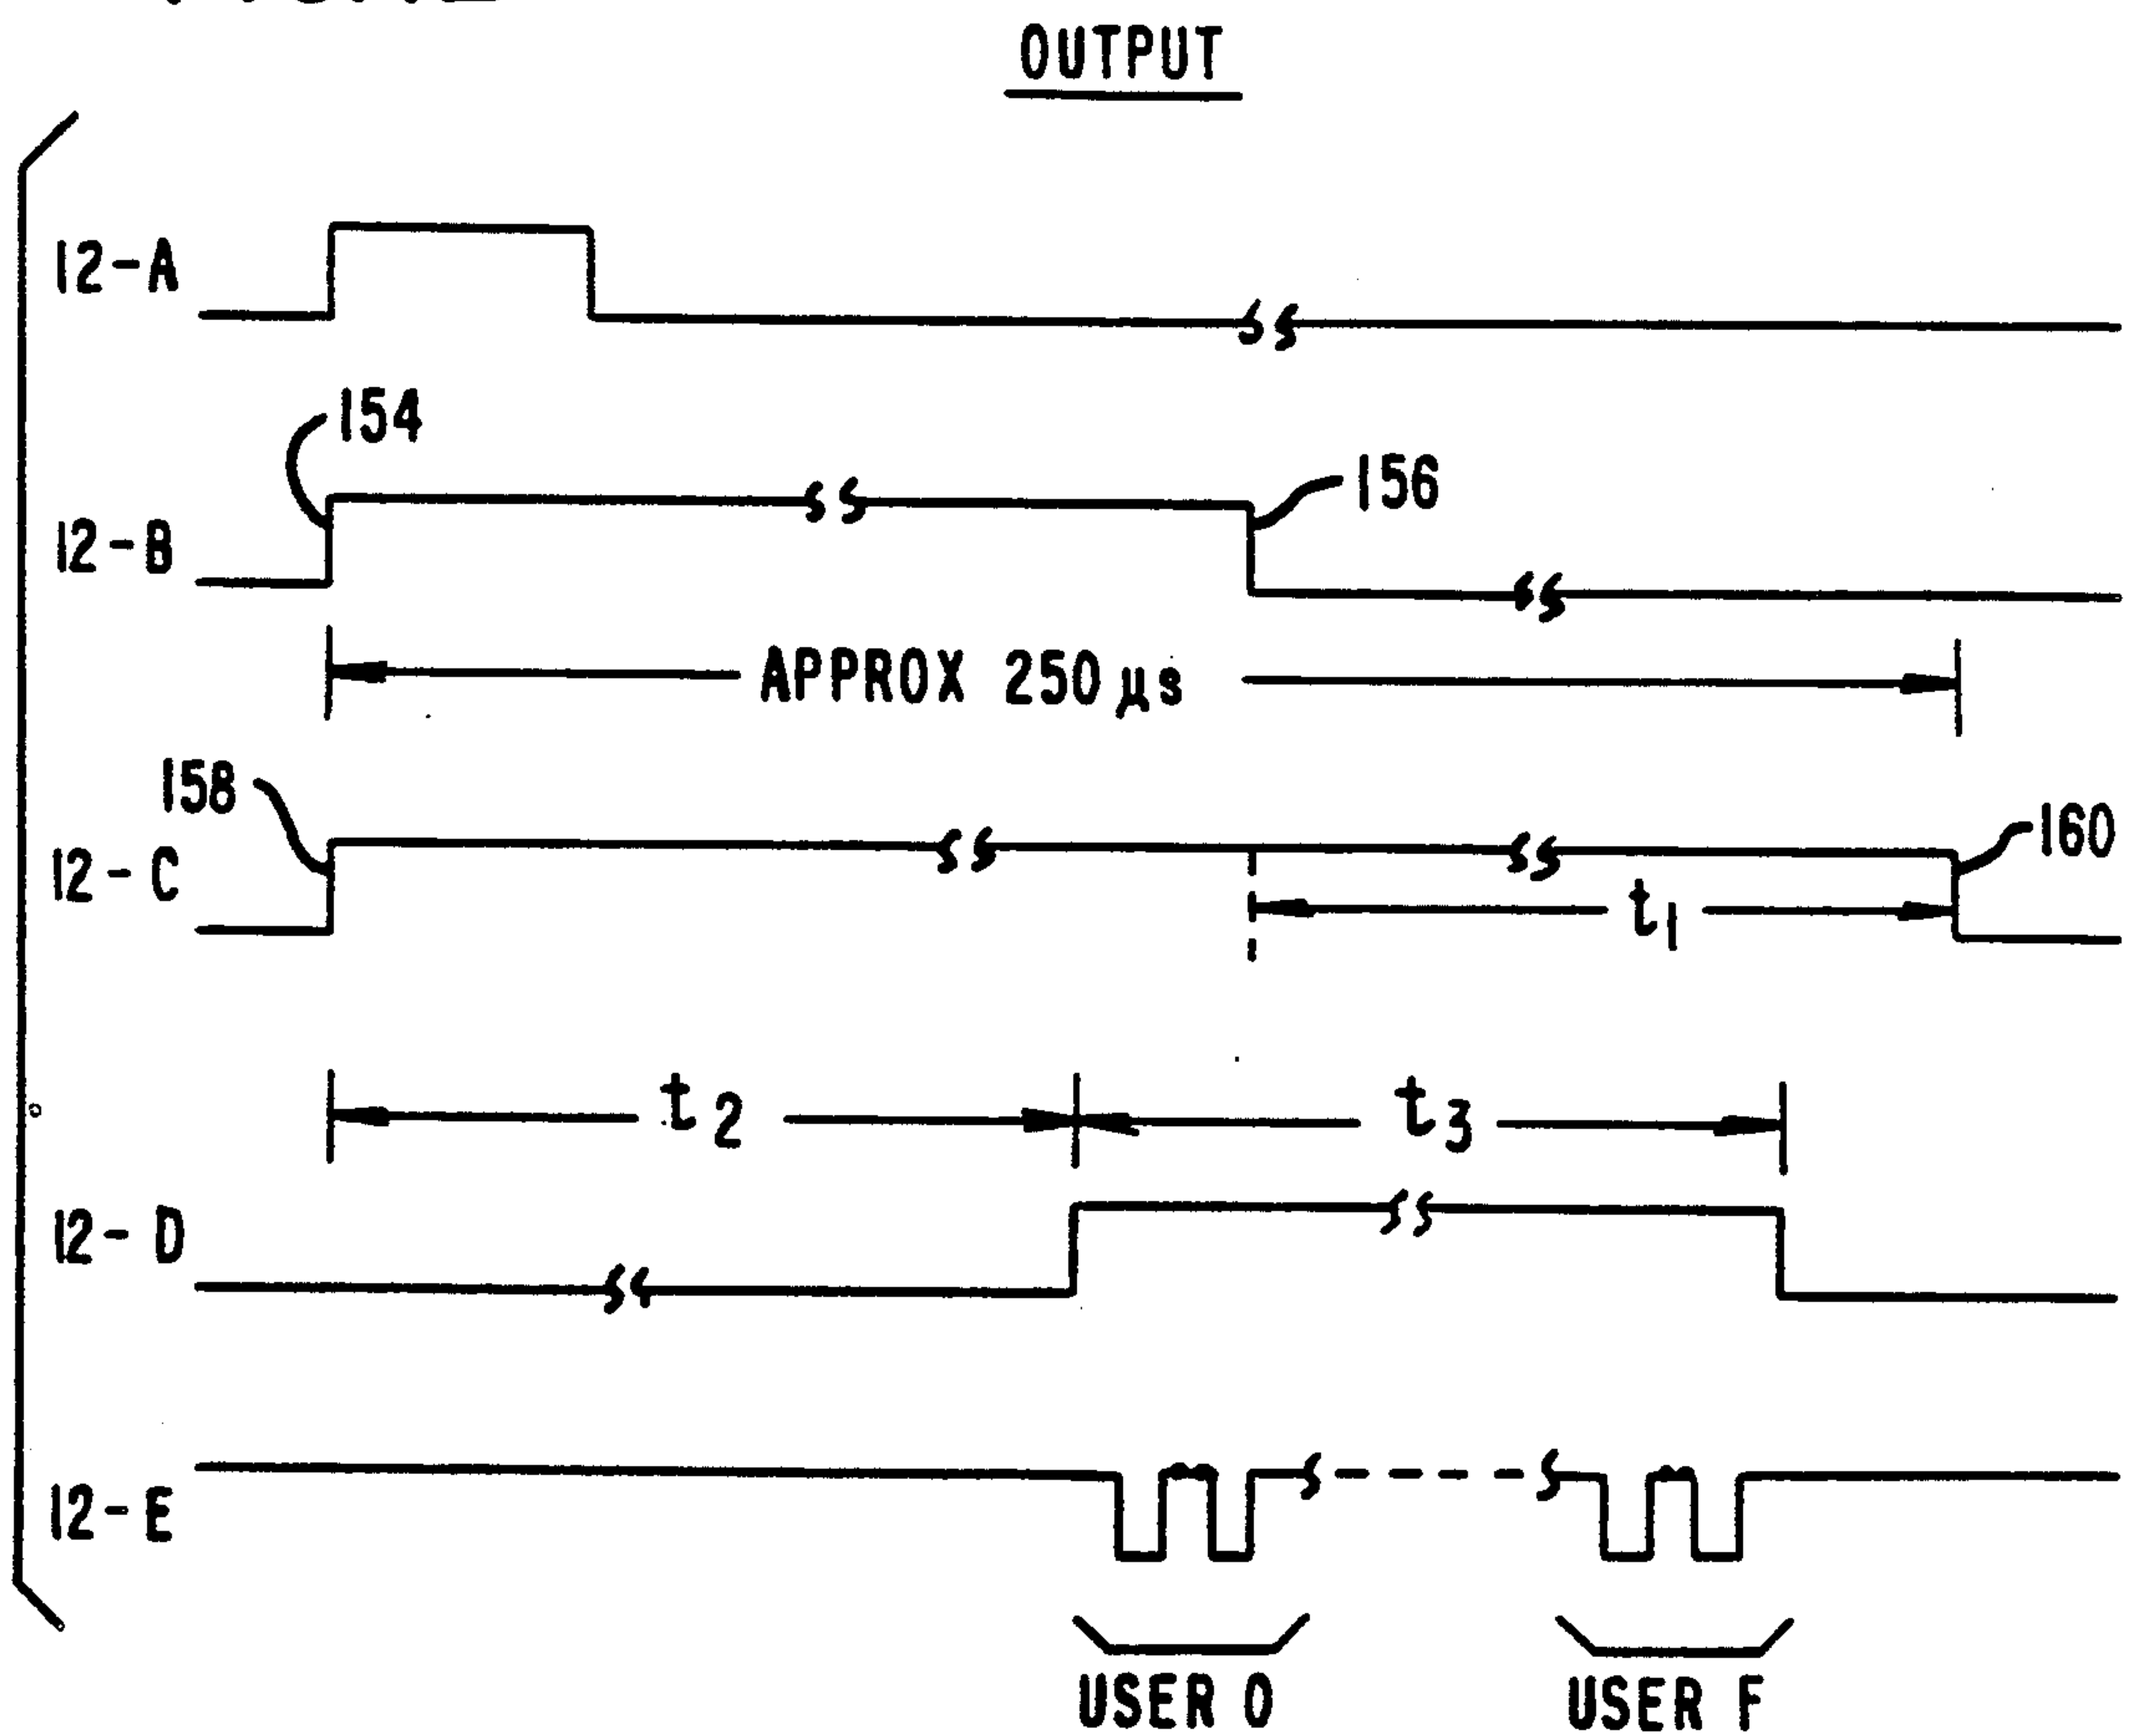 OUTPUT
12-A
154
156
12-B
APPROX 250 µs
158
160
12-C
t1
t2
t3
12-D
12-E
USER 0
USER F